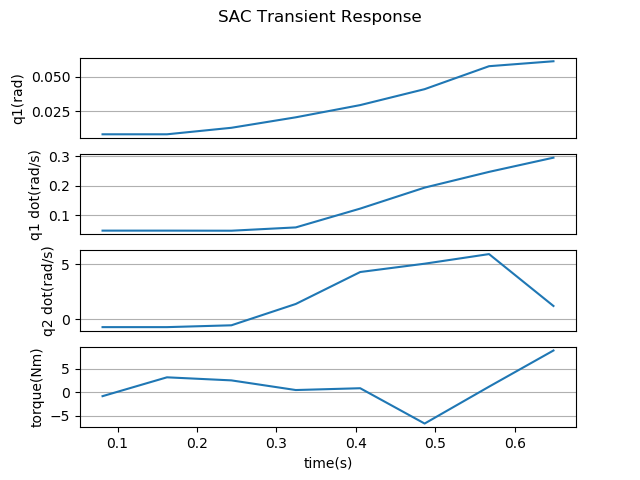 SAC Transient Response
q1(rad)
0.050
0.025
q1 dot(rad/s)
0.3
0.2
0.1
q2 dot(rad/s)
5
0
torque(Nm)
5
0
−5
0.1 0.2 0.3 0.4 0.5 0.6
time(s)